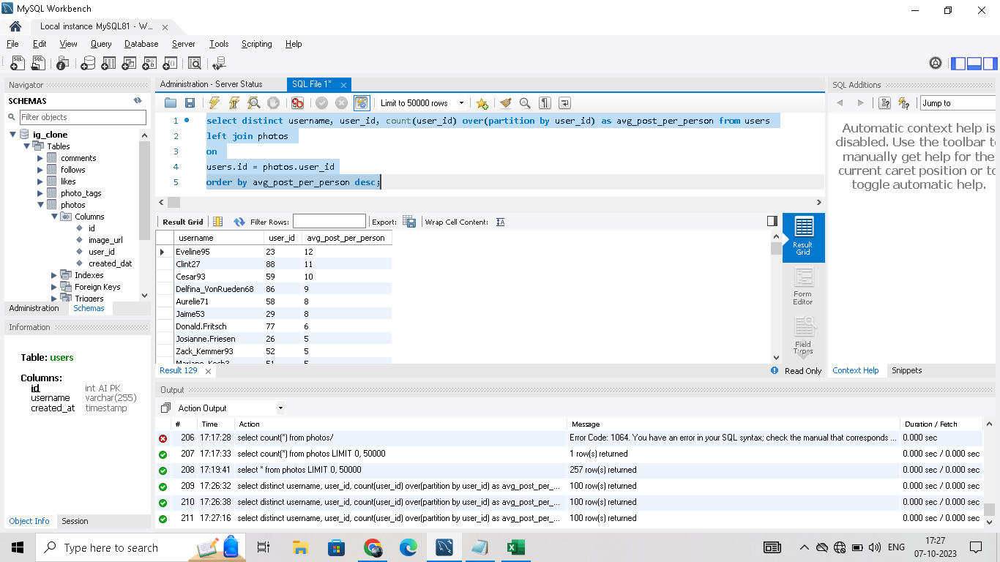 MySQL Workbench
Local instance MySQL81 - W...
File Edit View Query Database Server Tools Scripting Help
Navigator
SCHEMAS
Filter objects
ig_clone
Tables
comments
follows
likes
photo_tags
photos
Columns
id
image_url
user_id
created_dat
Indexes
Foreign Keys
Triggers
Administration Schemas
Information
Table: users
Columns:
id int AI PK
username varchar(255)
created_at timestamp
Object Info Session
Administration - Server Status SQL File 1*
Limit to 50000 rows
1 select distinct username, user_id, count(user_id) over(partition by user_id) as avg_post_per_person from users
2 left join photos
3 on
4 users.id = photos.user_id
5 order by avg_post_per_person desc;
Result Grid Filter Rows: Export: Wrap Cell Content:
username user_id avg_post_per_person
Eveline95 23 12
Clint27 88 11
Cesar93 59 10
Delfina_VonRueden68 86 9
Aurelie71 58 8
Jaime53 29 8
Donald.Fritsch 77 6
Josianne.Friesen 26 5
Zack_Kemmer93 52 5
Mariano_Koch3 51 5
Result 129
Result Grid
Form Editor
Field Types
Read Only
SQL Additions
Jump to
Automatic context help is
disabled. Use the toolbar to
manually get help for the
current caret position or to
toggle automatic help.
Context Help Snippets
Output
Action Output
# Time Action Message Duration / Fetch
206 17:17:28 select count(*) from photos/ Error Code: 1064. You have an error in your SQL syntax; check the manual that corresponds ... 0.000 sec
207 17:17:33 select count(*) from photos LIMIT 0, 50000 1 row(s) returned 0.000 sec / 0.000 sec
208 17:19:41 select * from photos LIMIT 0, 50000 257 row(s) returned 0.000 sec / 0.000 sec
209 17:26:32 select distinct username, user_id, count(user_id) over(partition by user_id) as avg_post_per_... 100 row(s) returned 0.000 sec / 0.000 sec
210 17:26:38 select distinct username, user_id, count(user_id) over(partition by user_id) as avg_post_per_... 100 row(s) returned 0.000 sec / 0.000 sec
211 17:27:16 select distinct username, user_id, count(user_id) over(partition by user_id) as avg_post_per_... 100 row(s) returned 0.000 sec / 0.000 sec
Type here to search
ENG
17:27
07-10-2023